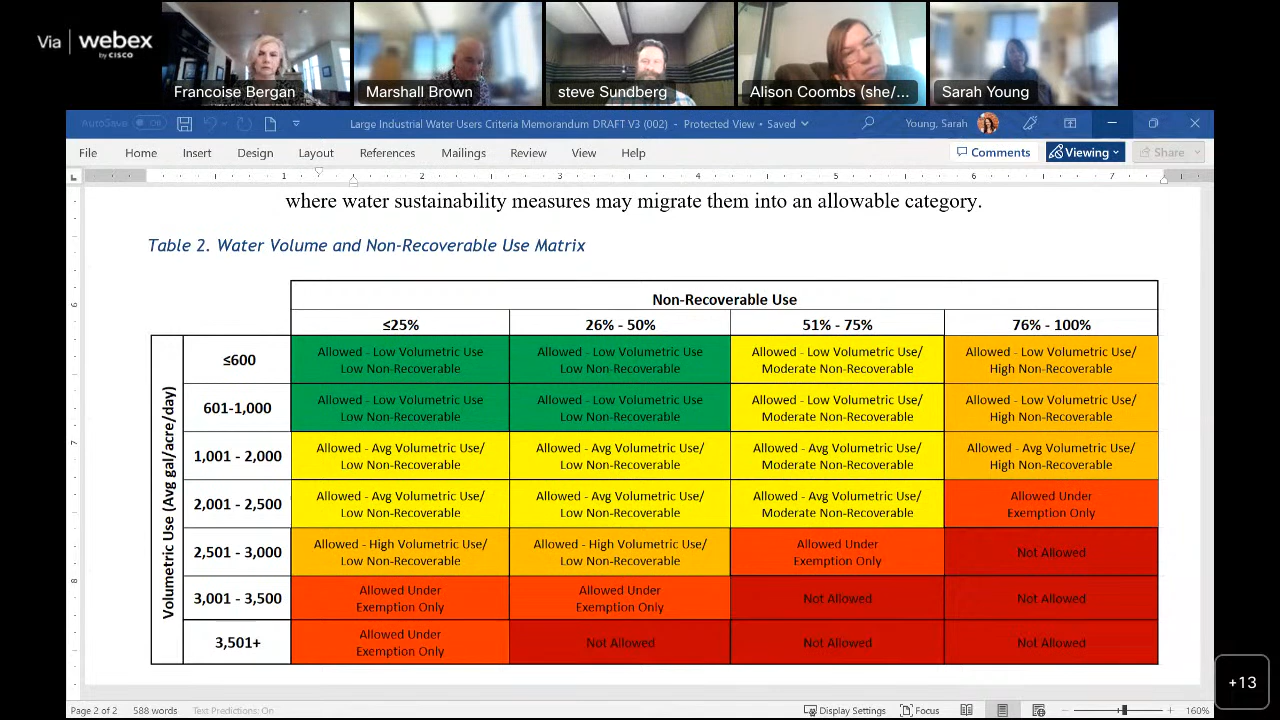 Via webex
by CISCO
Francoise Bergan
Marshall Brown
steve Sundberg
Alison Coombs (she/...
Sarah Young
AutoSave Off
Large Industrial Water Users Criteria Memorandum DRAFT V3 (002) - Protected View • Saved
Young, Sarah
File Home Insert Design Layout References Mailings Review View Help
Comments Viewing Share
1 2 3 4 5 6 7
where water sustainability measures may migrate them into an allowable category.
Table 2. Water Volume and Non-Recoverable Use Matrix
Non-Recoverable Use
≤25% 26% - 50% 51% - 75% 76% - 100%
Volumetric Use (Avg gal/acre/day)
≤600
Allowed - Low Volumetric Use
Low Non-Recoverable
Allowed - Low Volumetric Use
Low Non-Recoverable
Allowed - Low Volumetric Use/
Moderate Non-Recoverable
Allowed - Low Volumetric Use/
High Non-Recoverable
601-1,000
Allowed - Low Volumetric Use
Low Non-Recoverable
Allowed - Low Volumetric Use
Low Non-Recoverable
Allowed - Low Volumetric Use/
Moderate Non-Recoverable
Allowed - Low Volumetric Use/
High Non-Recoverable
1,001 - 2,000
Allowed - Avg Volumetric Use/
Low Non-Recoverable
Allowed - Avg Volumetric Use/
Low Non-Recoverable
Allowed - Avg Volumetric Use/
Moderate Non-Recoverable
Allowed - Avg Volumetric Use/
High Non-Recoverable
2,001 - 2,500
Allowed - Avg Volumetric Use/
Low Non-Recoverable
Allowed - Avg Volumetric Use/
Low Non-Recoverable
Allowed - Avg Volumetric Use/
Moderate Non-Recoverable
Allowed Under
Exemption Only
2,501 - 3,000
Allowed - High Volumetric Use/
Low Non-Recoverable
Allowed - High Volumetric Use/
Low Non-Recoverable
Allowed Under
Exemption Only
Not Allowed
3,001 - 3,500
Allowed Under
Exemption Only
Allowed Under
Exemption Only
Not Allowed
Not Allowed
3,501+
Allowed Under
Exemption Only
Not Allowed
Not Allowed
Not Allowed
6
7
8
+13
Page 2 of 2 588 words Text Predictions: On
Display Settings Focus 160%